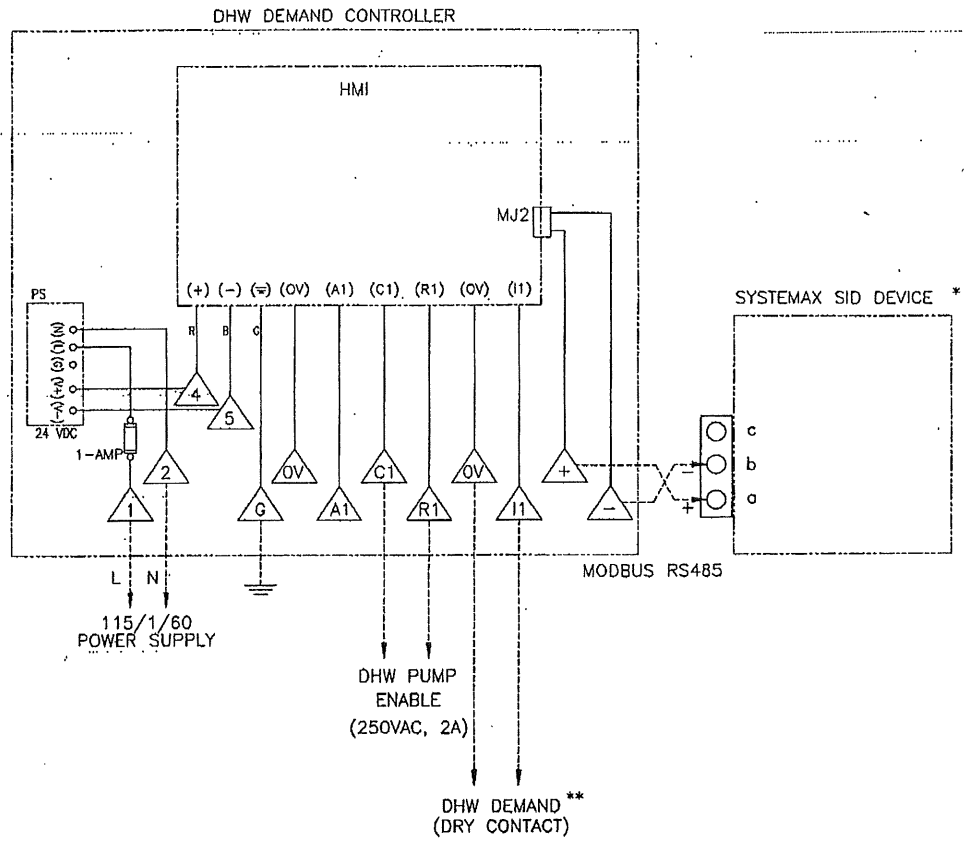 DHW DEMAND CONTROLLER
HMI
MJ2
(+) (-) (⏚) (0V) (A1) (C1) (R1) (0V) (I1)
R B G
PS
(N)
(L)
(G)
(V+)
(V-)
24 VDC
1-AMP
4
5
2
0V
C1
0V
+
1
G
A1
R1
I1
-
SYSTEMAX SID DEVICE *
c
b
a
-
+
MODBUS RS485
L N
115/1/60
POWER SUPPLY
DHW PUMP
ENABLE
(250VAC, 2A)
DHW DEMAND **
(DRY CONTACT)